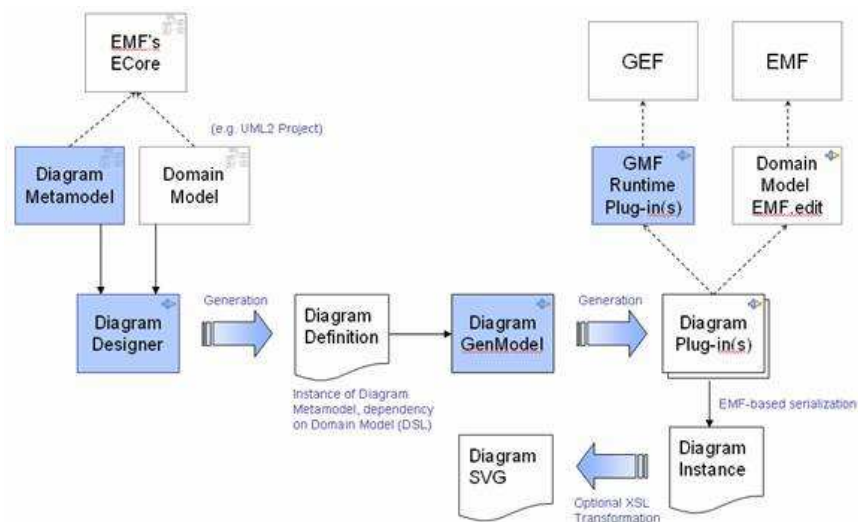 EMF's
ECore
GEF
EMF
(e.g. UML2 Project)
Diagram
Metamodel
Domain
Model
GMF
Runtime
Plug-in(s)
Domain
Model
EMF.edit
Diagram
Designer
Generation
Diagram
Definition
Diagram
GenModel
Generation
Diagram
Plug-in(s)
Instance of Diagram
Metamodel, dependency
on Domain Model (DSL)
EMF-based serialization
Diagram
SVG
Optional XSL
Transformation
Diagram
Instance